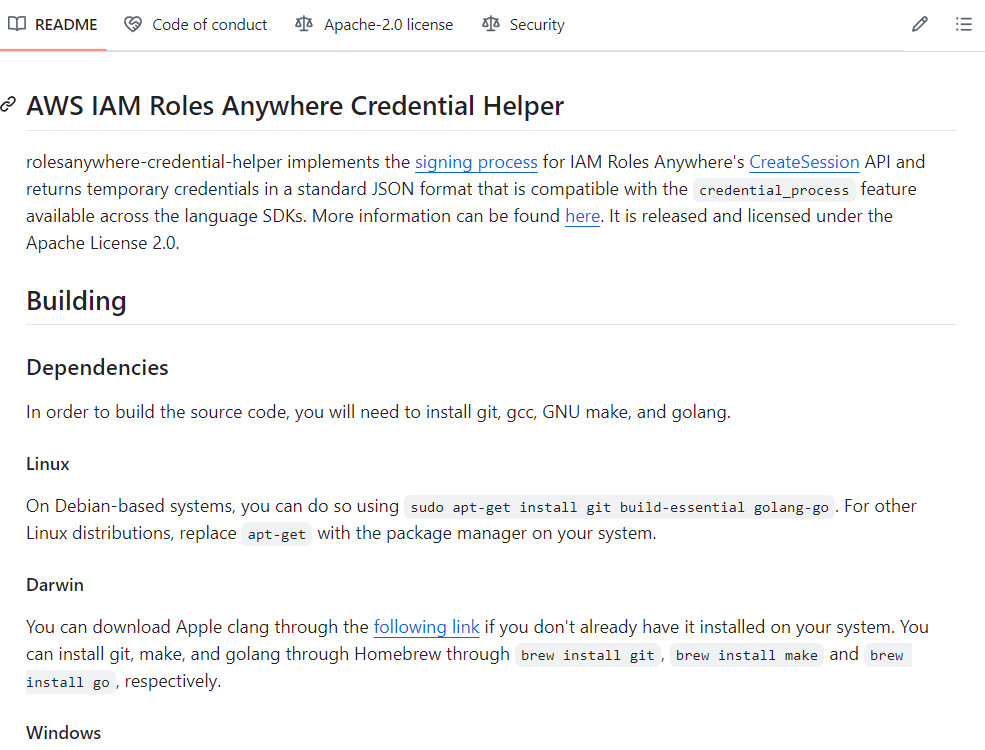 README Code of conduct Apache-2.0 license Security
AWS IAM Roles Anywhere Credential Helper
rolesanywhere-credential-helper implements the signing process for IAM Roles Anywhere's CreateSession API and
returns temporary credentials in a standard JSON format that is compatible with the credential_process feature
available across the language SDKs. More information can be found here. It is released and licensed under the
Apache License 2.0.
Building
Dependencies
In order to build the source code, you will need to install git, gcc, GNU make, and golang.
Linux
On Debian-based systems, you can do so using sudo apt-get install git build-essential golang-go. For other
Linux distributions, replace apt-get with the package manager on your system.
Darwin
You can download Apple clang through the following link if you don't already have it installed on your system. You
can install git, make, and golang through Homebrew through brew install git, brew install make and brew
install go, respectively.
Windows